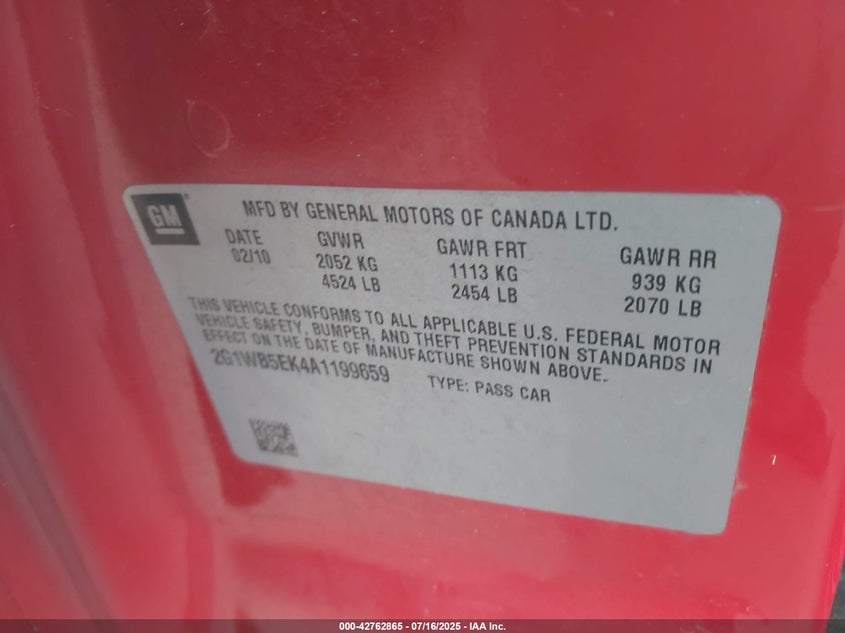 GM
MFD BY GENERAL MOTORS OF CANADA LTD.
DATE GVWR GAWR FRT GAWR RR
02/10 2052 KG 1113 KG 939 KG
4524 LB 2454 LB 2070 LB
THIS VEHICLE CONFORMS TO ALL APPLICABLE U.S. FEDERAL MOTOR
VEHICLE SAFETY, BUMPER, AND THEFT PREVENTION STANDARDS IN
EFFECT ON THE DATE OF MANUFACTURE SHOWN ABOVE.
2G1WB5EK4A1199659 TYPE: PASS CAR
000-42762865 - 07/16/2025 - IAA Inc.